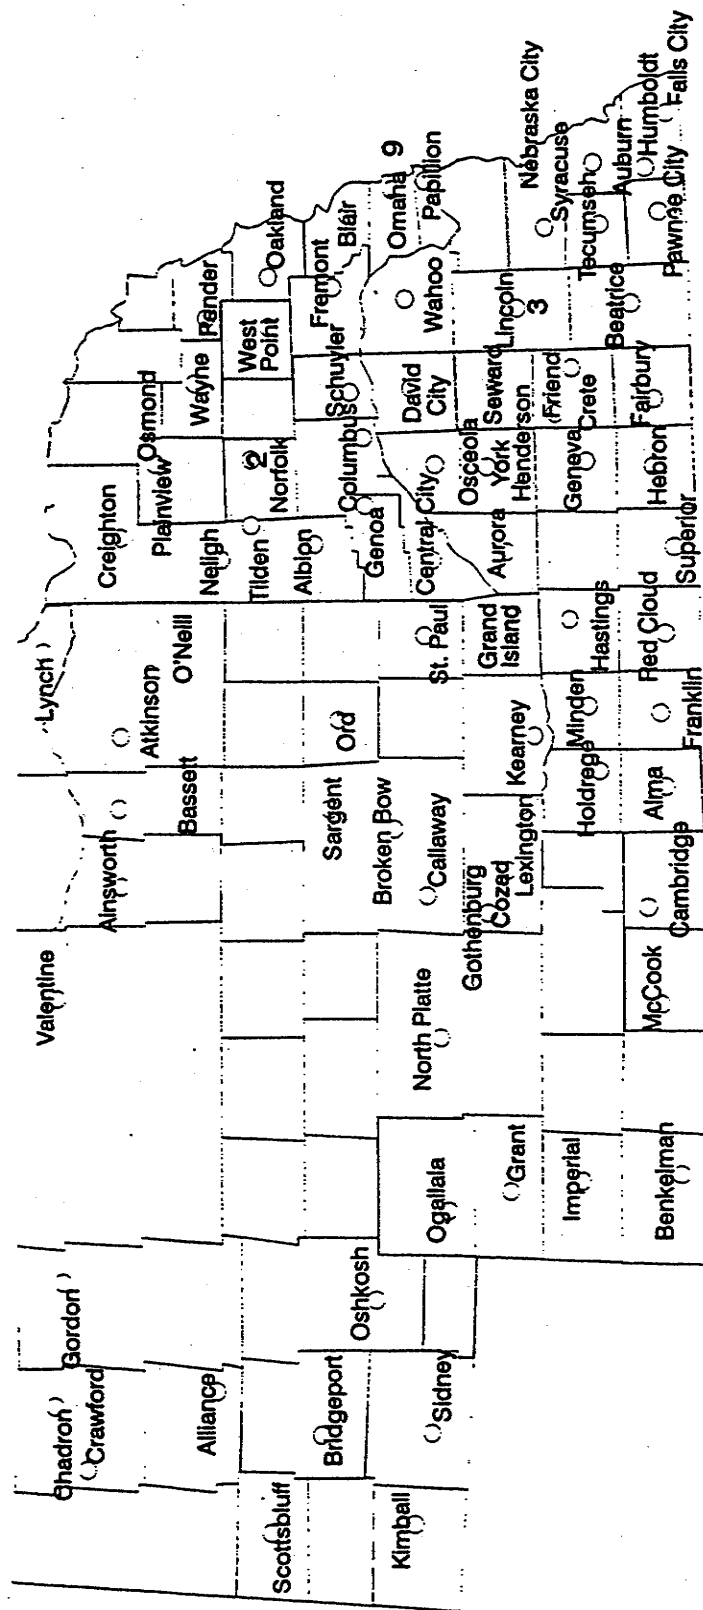 Chadron
Crawford
Gordon
Alliance
Scottsbluff
Bridgeport
Kimball
Sidney
Oshkosh
Valentine
Ainsworth
Bassett
Lynch
Atkinson
O'Neill
Creighton
Osmond
Plainview
Wayne
Pender
Neligh
Tilden
Norfolk
2
West
Point
Oakland
Albion
Genoa
Columbus
Schuyler
Fremont
Blair
Omaha 9
Papillion
Wahoo
David
City
Osceola
Central City
St. Paul
Ord
Sargent
Broken Bow
Callaway
North Platte
Ogallala
Grant
Imperial
Benkelman
McCook
Cambridge
Gothenburg
Cozad
Lexington
Kearney
Grand
Island
Aurora
York
Henderson
Seward
Lincoln
3
Nebraska City
Syracuse
Friend
Crete
Geneva
Hastings
Minden
Holdrege
Alma
Franklin
Red Cloud
Superior
Hebron
Fairbury
Beatrice
Tecumseh
Auburn
Pawnee City
Humboldt
Falls City